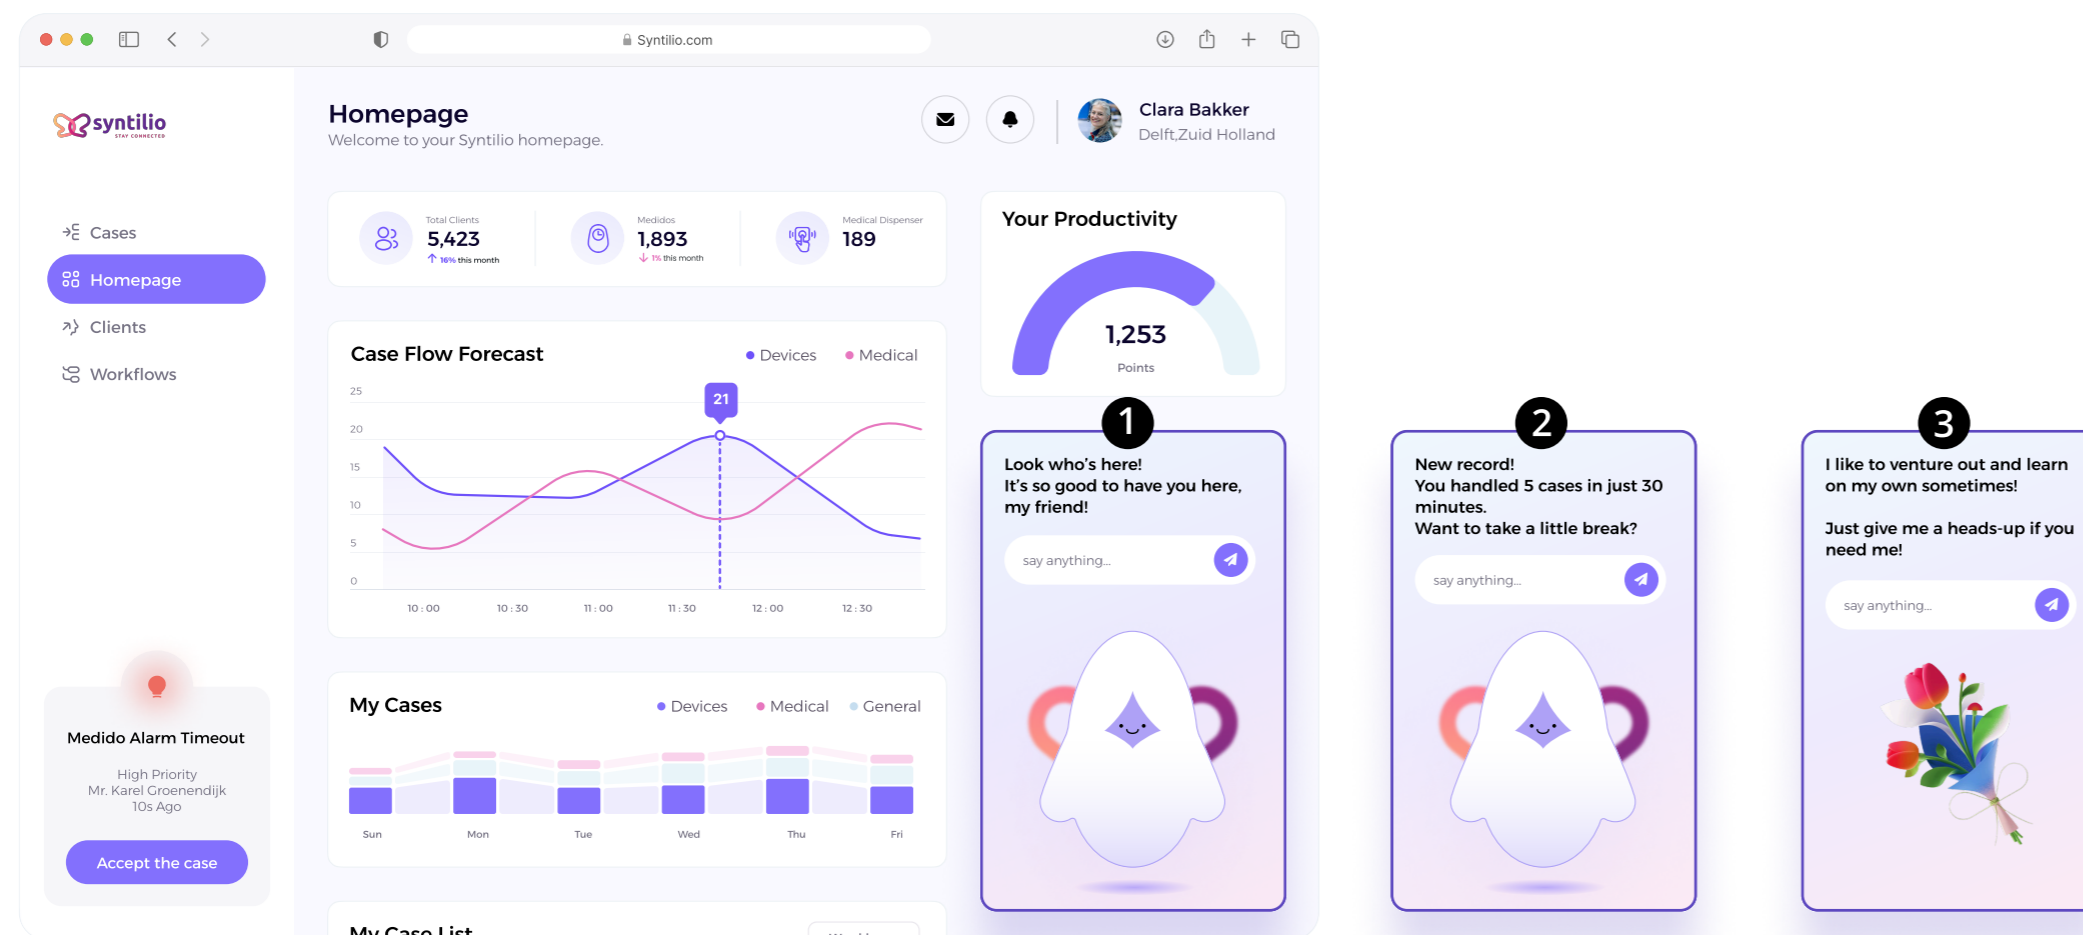 Syntilio.com
syntilio
STAY CONNECTED
Cases
Homepage
Clients
Workflows
Medido Alarm Timeout
High Priority
Mr. Karel Groenendijk
10s Ago
Accept the case
Homepage
Welcome to your Syntilio homepage.
Clara Bakker
Delft,Zuid Holland
Total Clients
5,423
16% this month
Medidos
1,893
1% this month
Medical Dispenser
189
Your Productivity
1,253
Points
Case Flow Forecast
Devices
Medical
25
20
15
10
5
0
21
10 : 00
10 : 30
11 : 00
11 : 30
12 : 00
12 : 30
My Cases
Devices
Medical
General
Sun
Mon
Tue
Wed
Thu
Fri
My Case List
1
Look who's here!
It's so good to have you here,
my friend!
say anything...
2
New record!
You handled 5 cases in just 30
minutes.
Want to take a little break?
say anything...
3
I like to venture out and learn
on my own sometimes!
Just give me a heads-up if you
need me!
say anything...